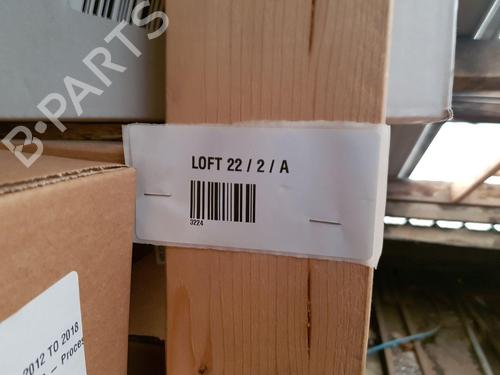 B-PARTS
LOFT 22 / 2 / A
3224
2012 TO 2018
– Proces